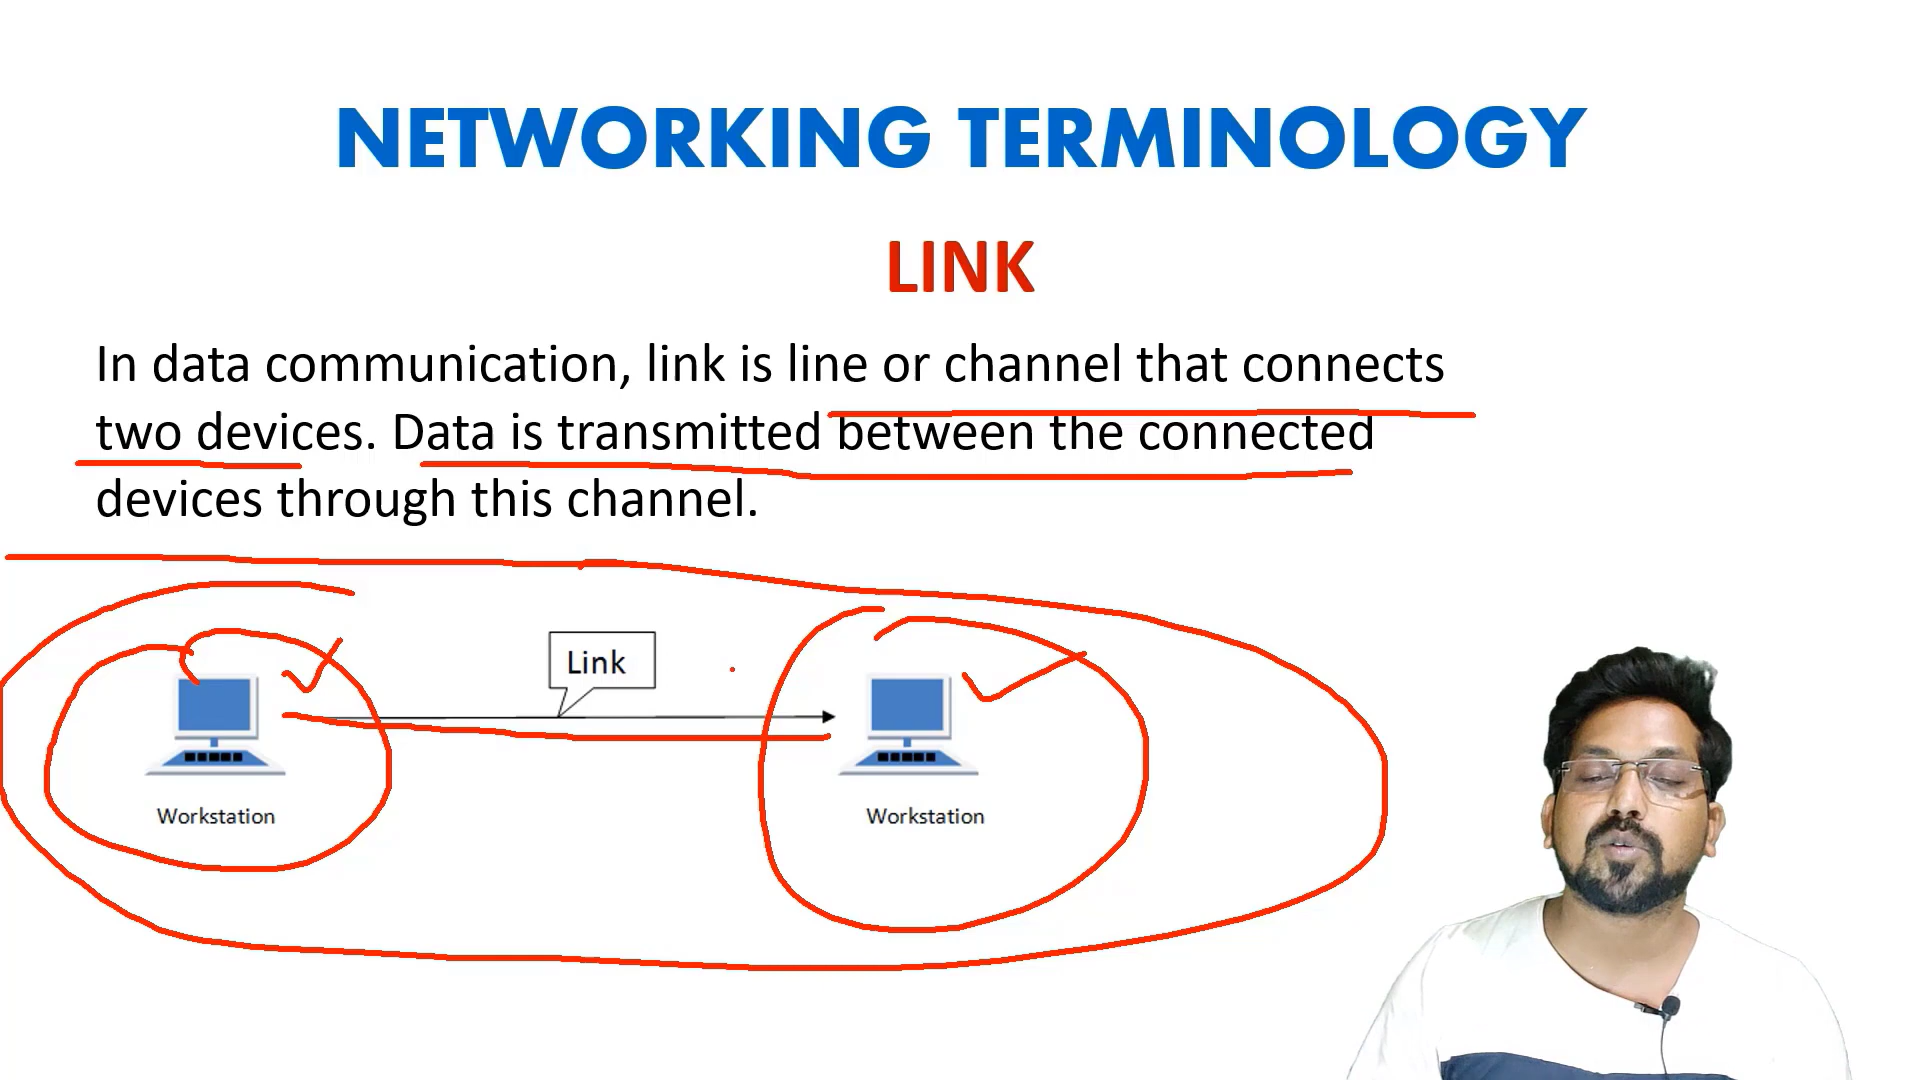 NETWORKING TERMINOLOGY
LINK
In data communication, link is line or channel that connects
two devices. Data is transmitted between the connected
devices through this channel.
Link
Workstation
Workstation